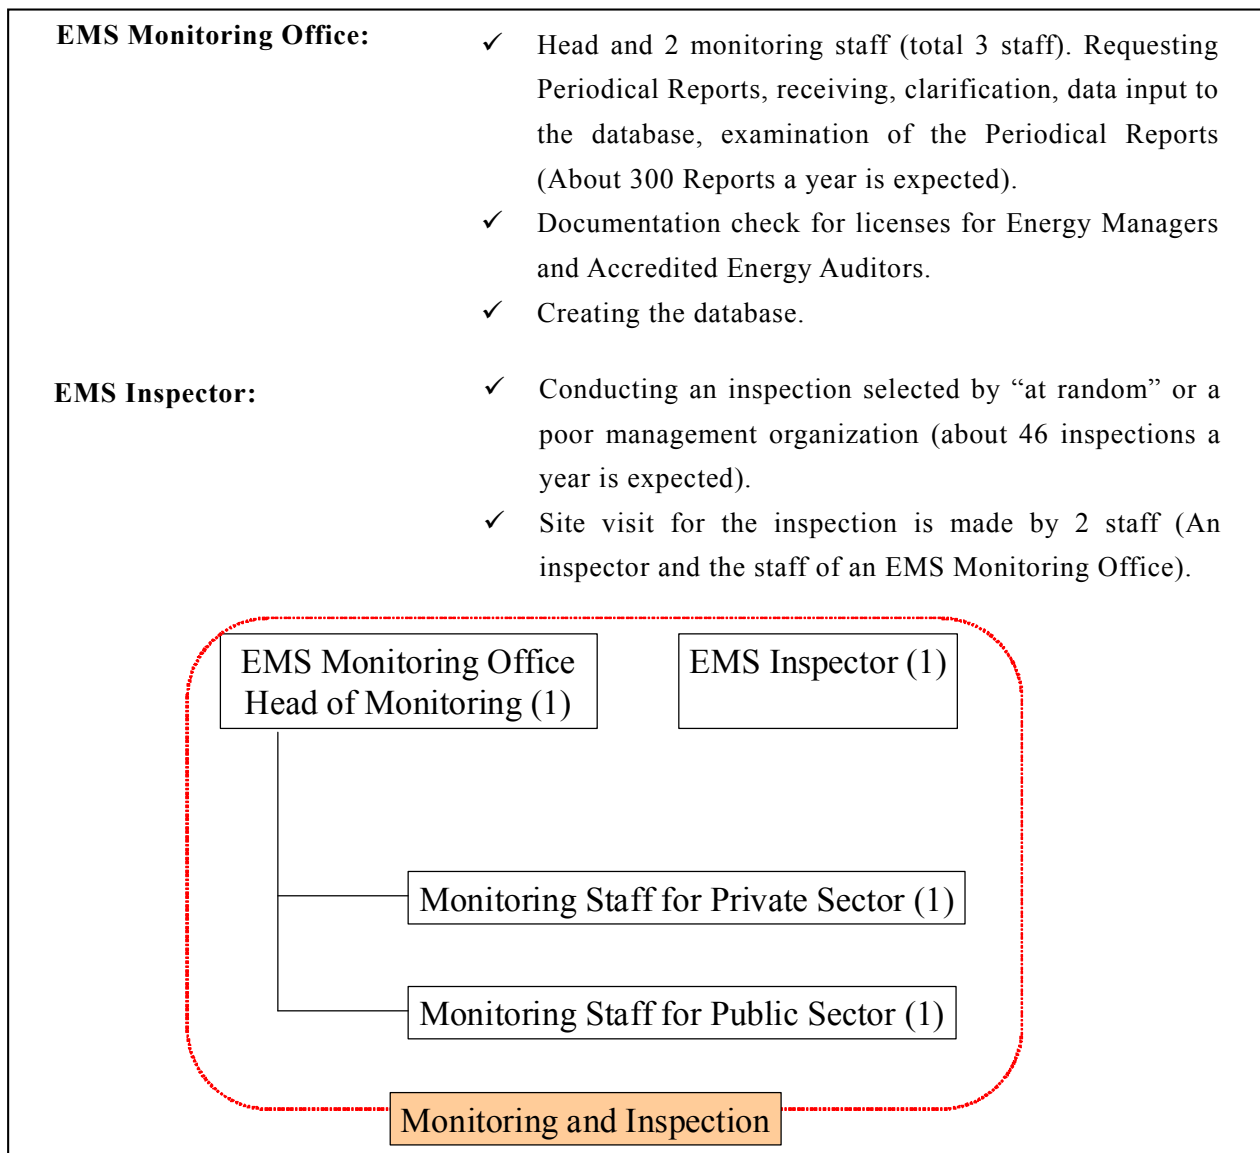 EMS Monitoring Office:
✓ Head and 2 monitoring staff (total 3 staff). Requesting
Periodical Reports, receiving, clarification, data input to
the database, examination of the Periodical Reports
(About 300 Reports a year is expected).
✓ Documentation check for licenses for Energy Managers
and Accredited Energy Auditors.
✓ Creating the database.
EMS Inspector:
✓ Conducting an inspection selected by “at random” or a
poor management organization (about 46 inspections a
year is expected).
✓ Site visit for the inspection is made by 2 staff (An
inspector and the staff of an EMS Monitoring Office).
EMS Monitoring Office
Head of Monitoring (1)
EMS Inspector (1)
Monitoring Staff for Private Sector (1)
Monitoring Staff for Public Sector (1)
Monitoring and Inspection